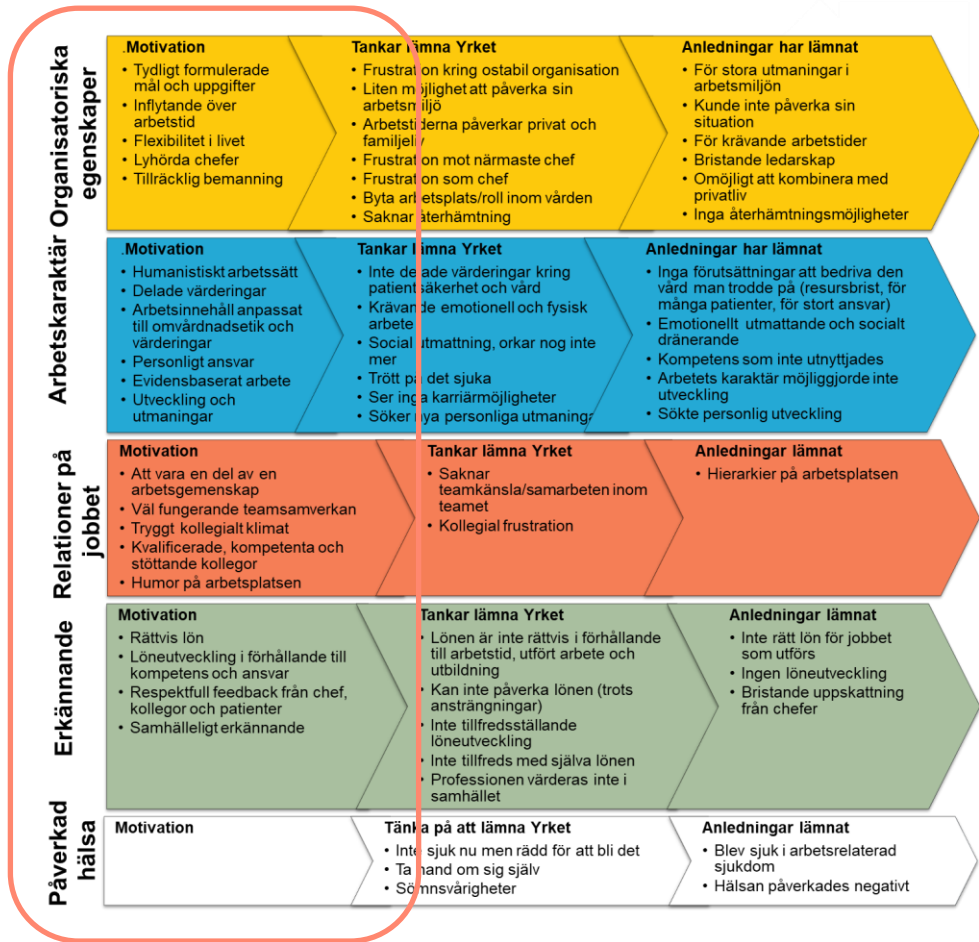 Organisatoriska
egenskaper
.Motivation
• Tydligt formulerade
mål och uppgifter
• Inflytande över
arbetstid
• Flexibilitet i livet
• Lyhörda chefer
• Tillräcklig bemanning
Tankar lämna Yrket
• Frustration kring ostabil organisation
• Liten möjlighet att påverka sin
arbetsmiljö
• Arbetstiderna påverkar privat och
familjeliv
• Frustration mot närmaste chef
• Frustration som chef
• Byta arbetsplats/roll inom vården
• Saknar återhämtning
Anledningar har lämnat
• För stora utmaningar i
arbetsmiljön
• Kunde inte påverka sin
situation
• För krävande arbetstider
• Bristande ledarskap
• Omöjligt att kombinera med
privatliv
• Inga återhämtningsmöjligheter
Arbetskaraktär
.Motivation
• Humanistiskt arbetssätt
• Delade värderingar
• Arbetsinnehåll anpassat
till omvårdnadsetik och
värderingar
• Personligt ansvar
• Evidensbaserat arbete
• Utveckling och
utmaningar
Tankar lämna Yrket
• Inte delade värderingar kring
patientsäkerhet och vård
• Krävande emotionell och fysisk
arbete
• Social utmattning, orkar nog inte
mer
• Trött på det sjuka
• Ser inga karriärmöjligheter
• Söker nya personliga utmaninga
Anledningar har lämnat
• Inga förutsättningar att bedriva den
vård man trodde på (resursbrist, för
många patienter, för stort ansvar)
• Emotionellt utmattande och socialt
dränerande
• Kompetens som inte utnyttjades
• Arbetets karaktär möjliggjorde inte
utveckling
• Sökte personlig utveckling
Relationer på
jobbet
Motivation
• Att vara en del av en
arbetsgemenskap
• Väl fungerande teamsamverkan
• Tryggt kollegialt klimat
• Kvalificerade, kompetenta och
stöttande kollegor
• Humor på arbetsplatsen
Tankar lämna Yrket
• Saknar
teamkänsla/samarbeten inom
teamet
• Kollegial frustration
Anledningar lämnat
• Hierarkier på arbetsplatsen
Erkännande
Motivation
• Rättvis lön
• Löneutveckling i förhållande till
kompetens och ansvar
• Respektfull feedback från chef,
kollegor och patienter
• Samhälleligt erkännande
Tankar lämna Yrket
• Lönen är inte rättvis i förhållande
till arbetstid, utfört arbete och
utbildning
• Kan inte påverka lönen (trots
ansträngningar)
• Inte tillfredsställande
löneutveckling
• Inte tillfreds med själva lönen
• Professionen värderas inte i
samhället
Anledningar lämnat
• Inte rätt lön för jobbet
som utförs
• Ingen löneutveckling
• Bristande uppskattning
från chefer
Påverkad
hälsa
Motivation
Tänka på att lämna Yrket
• Inte sjuk nu men rädd för att bli det
• Ta hand om sig själv
• Sömnsvårigheter
Anledningar lämnat
• Blev sjuk i arbetsrelaterad
sjukdom
• Hälsan påverkades negativt